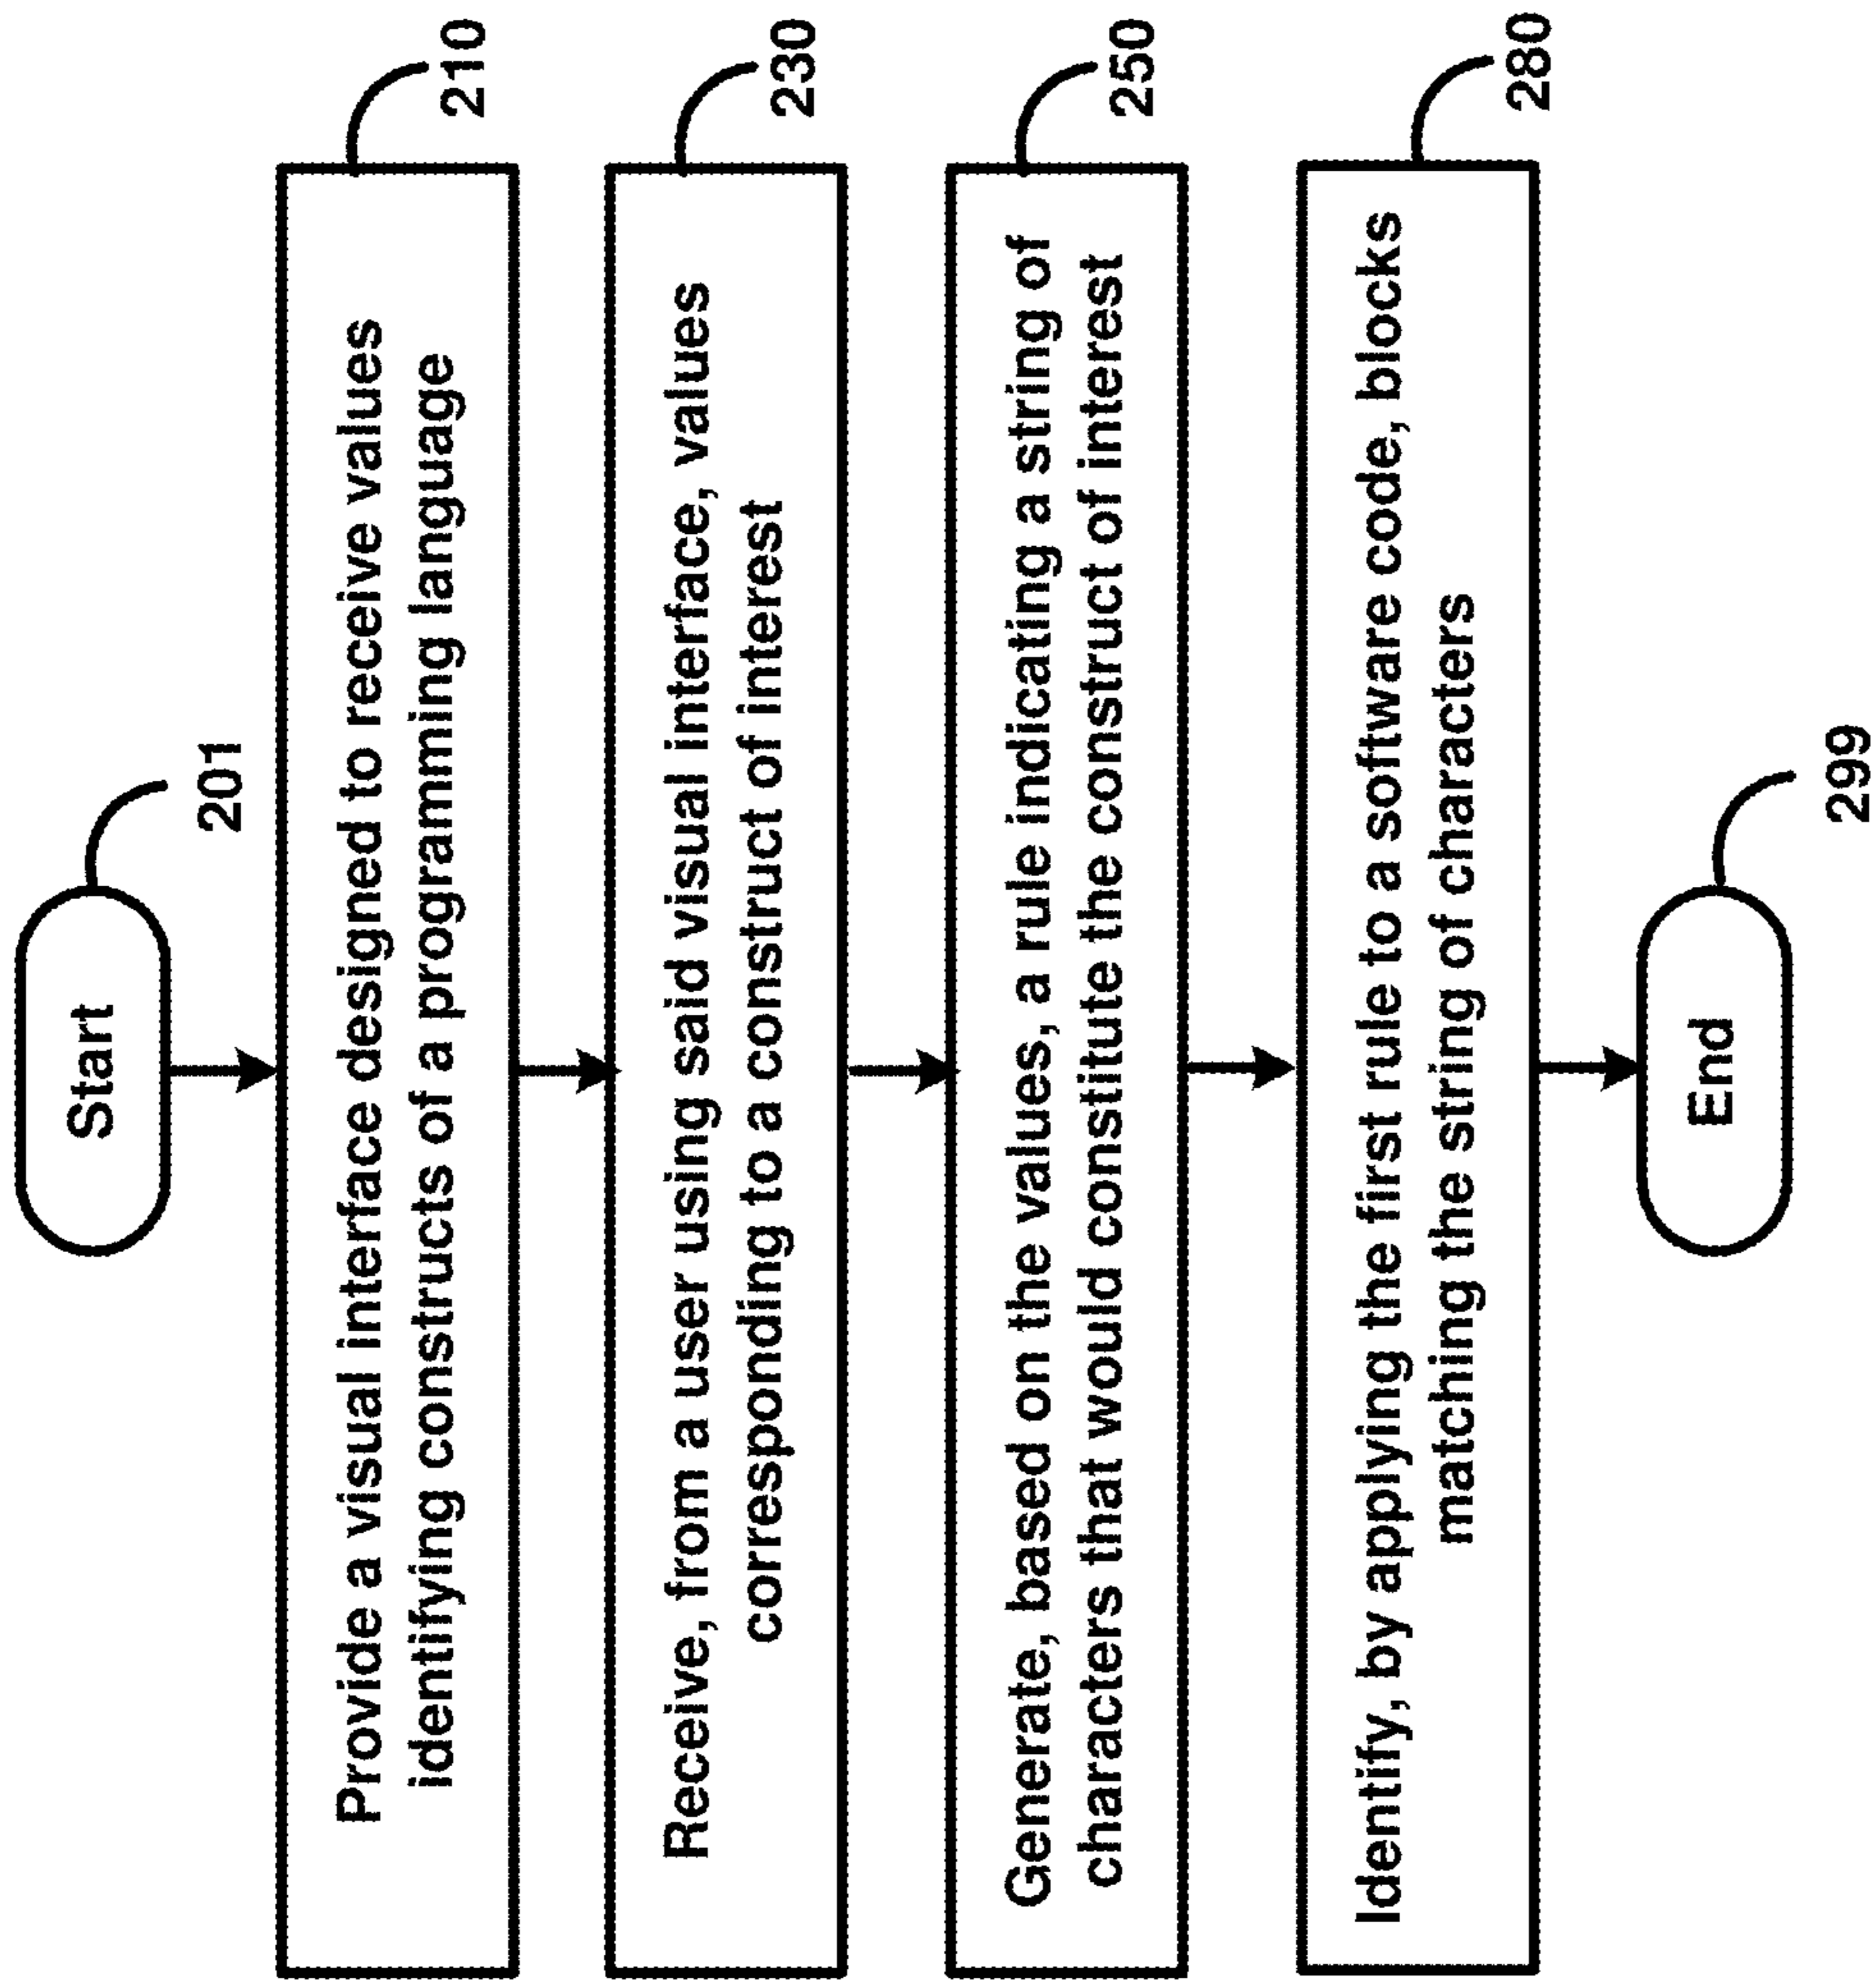 Start
201
Provide a visual interface designed to receive values
identifying constructs of a programming language
210
Receive, from a user using said visual interface, values
corresponding to a construct of interest
230
Generate, based on the values, a rule indicating a string of
characters that would constitute the construct of interest
250
Identify, by applying the first rule to a software code, blocks
matching the string of characters
280
End
299